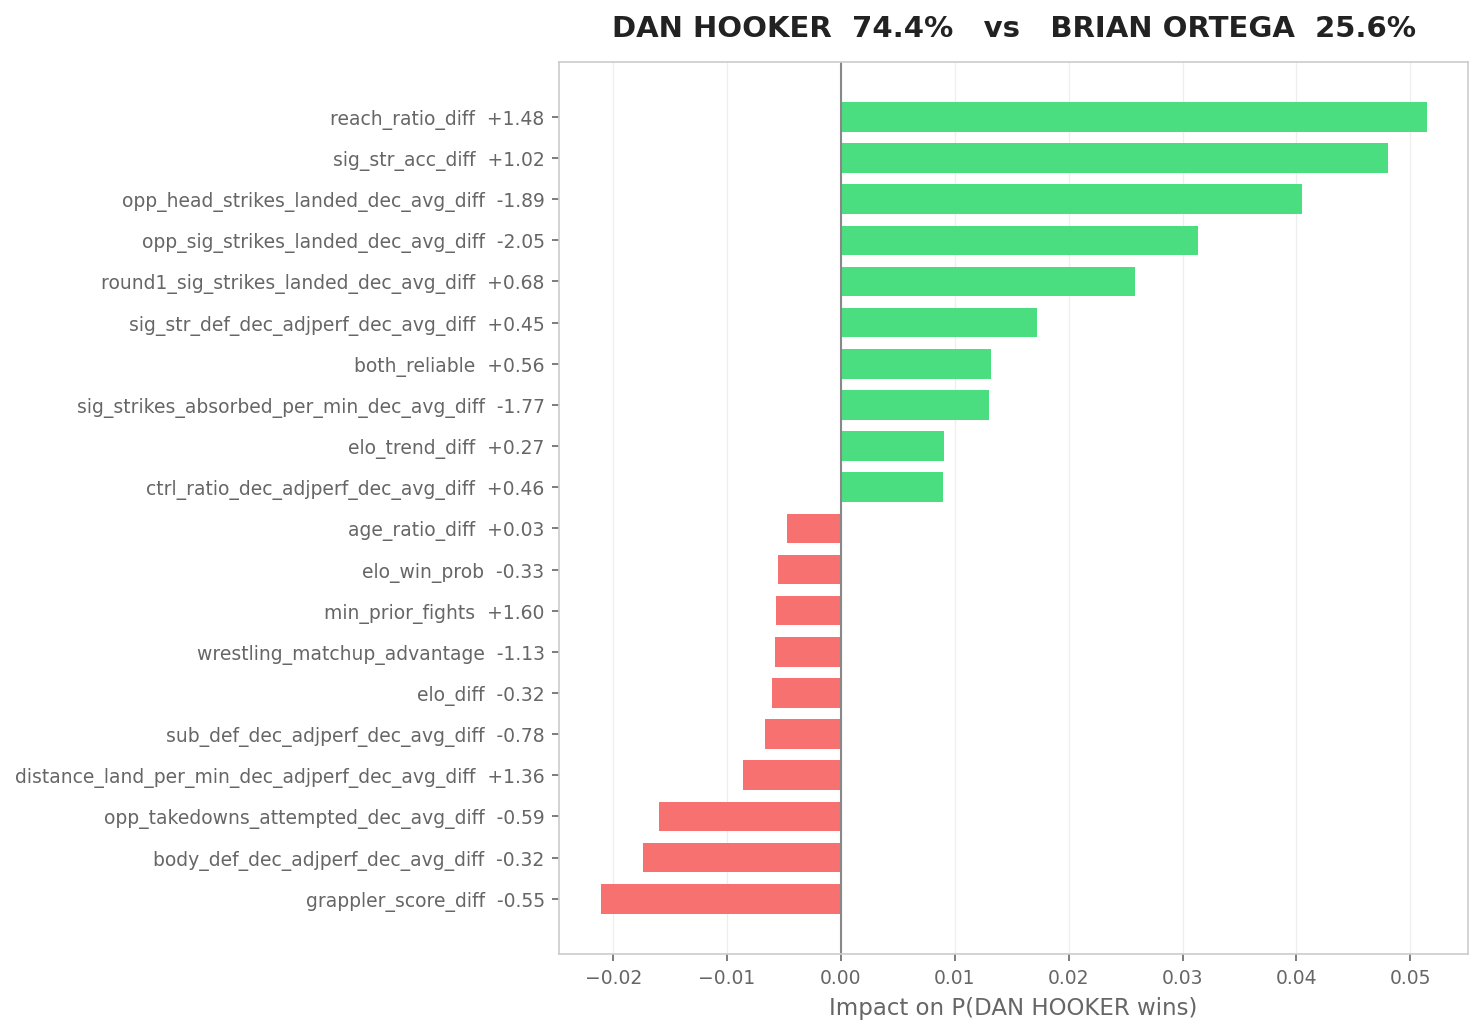 DAN HOOKER 74.4% vs BRIAN ORTEGA 25.6%
reach_ratio_diff +1.48
sig_str_acc_diff +1.02
opp_head_strikes_landed_dec_avg_diff -1.89
opp_sig_strikes_landed_dec_avg_diff -2.05
round1_sig_strikes_landed_dec_avg_diff +0.68
sig_str_def_dec_adjperf_dec_avg_diff +0.45
both_reliable +0.56
sig_strikes_absorbed_per_min_dec_avg_diff -1.77
elo_trend_diff +0.27
ctrl_ratio_dec_adjperf_dec_avg_diff +0.46
age_ratio_diff +0.03
elo_win_prob -0.33
min_prior_fights +1.60
wrestling_matchup_advantage -1.13
elo_diff -0.32
sub_def_dec_adjperf_dec_avg_diff -0.78
distance_land_per_min_dec_adjperf_dec_avg_diff +1.36
opp_takedowns_attempted_dec_avg_diff -0.59
body_def_dec_adjperf_dec_avg_diff -0.32
grappler_score_diff -0.55
−0.02 −0.01 0.00 0.01 0.02 0.03 0.04 0.05
Impact on P(DAN HOOKER wins)